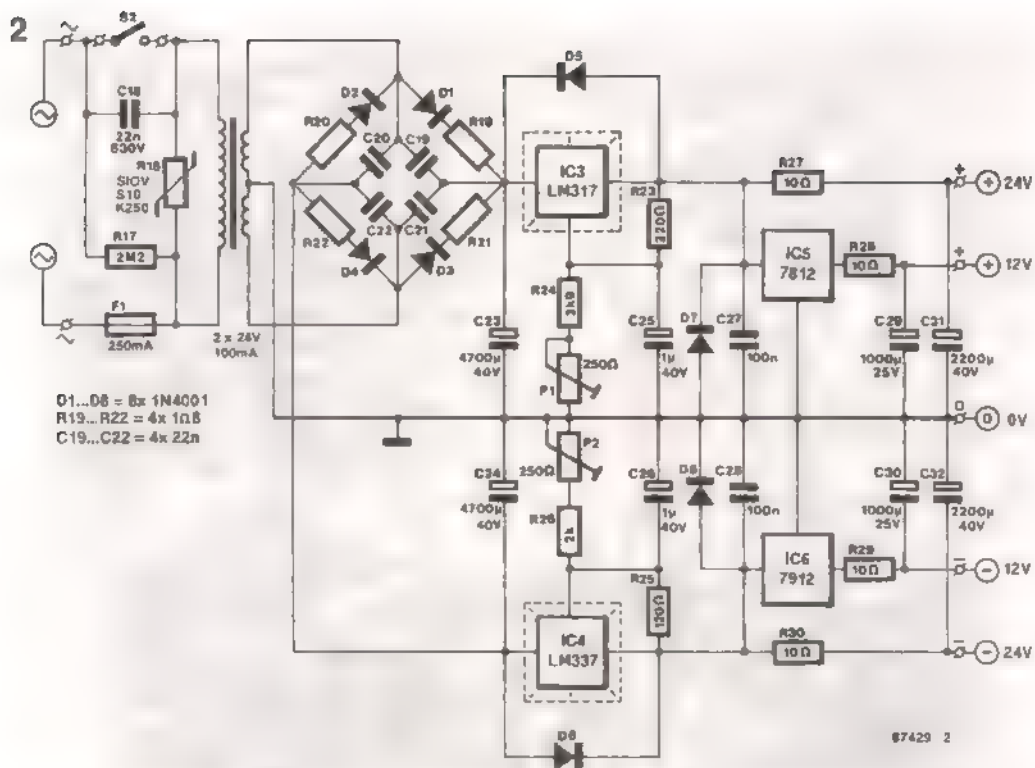 2
S2
C18
22n
630V
R18
SIOV
S10
K250
R17
2M2
F1
250mA
2 x 24V
100mA
D1...D8 = 8x 1N4001
R19...R22 = 4x 1Ω8
C19...C22 = 4x 22n
D2
D1
R20
R19
C20
C19
C22
C21
R22
R21
D4
D3
D5
IC3
LM317
R23
220Ω
R24
3k9
C23
4700µ
40V
250Ω
P1
C25
1µ
40V
D7
C27
100n
R27
10Ω
IC5
7812
R28
10Ω
C29
1000µ
25V
C31
2200µ
40V
+ 24V
+ 12V
0 0V
P2
250Ω
C24
4700µ
40V
R26
2k
C26
1µ
40V
D8
C28
100n
R25
120Ω
IC4
LM337
D6
IC6
7912
R29
10Ω
R30
10Ω
C30
1000µ
25V
C32
2200µ
40V
- 12V
- 24V
87429 2